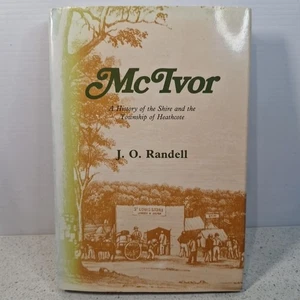 McIvor
A History of the Shire and the
Township of Heathcote
J. O. Randell